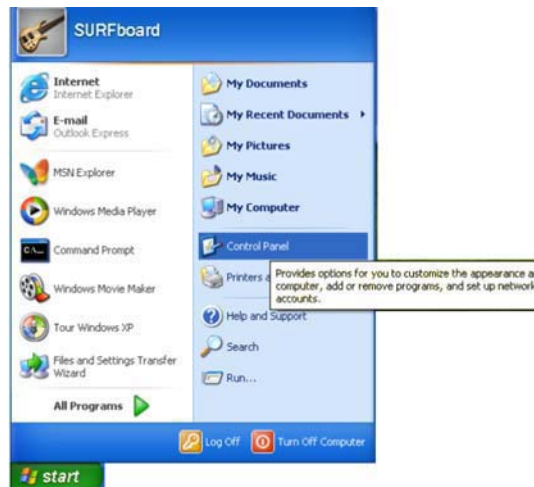 SURFboard
Internet
Internet Explorer
E-mail
Outlook Express
MSN Explorer
Windows Media Player
Command Prompt
Windows Movie Maker
Tour Windows XP
Files and Settings Transfer
Wizard
All Programs
My Documents
My Recent Documents
My Pictures
My Music
My Computer
Control Panel
Printers a
Provides options for you to customize the appearance a
computer, add or remove programs, and set up network
accounts.
Help and Support
Search
Run...
Log Off
Turn Off Computer
start